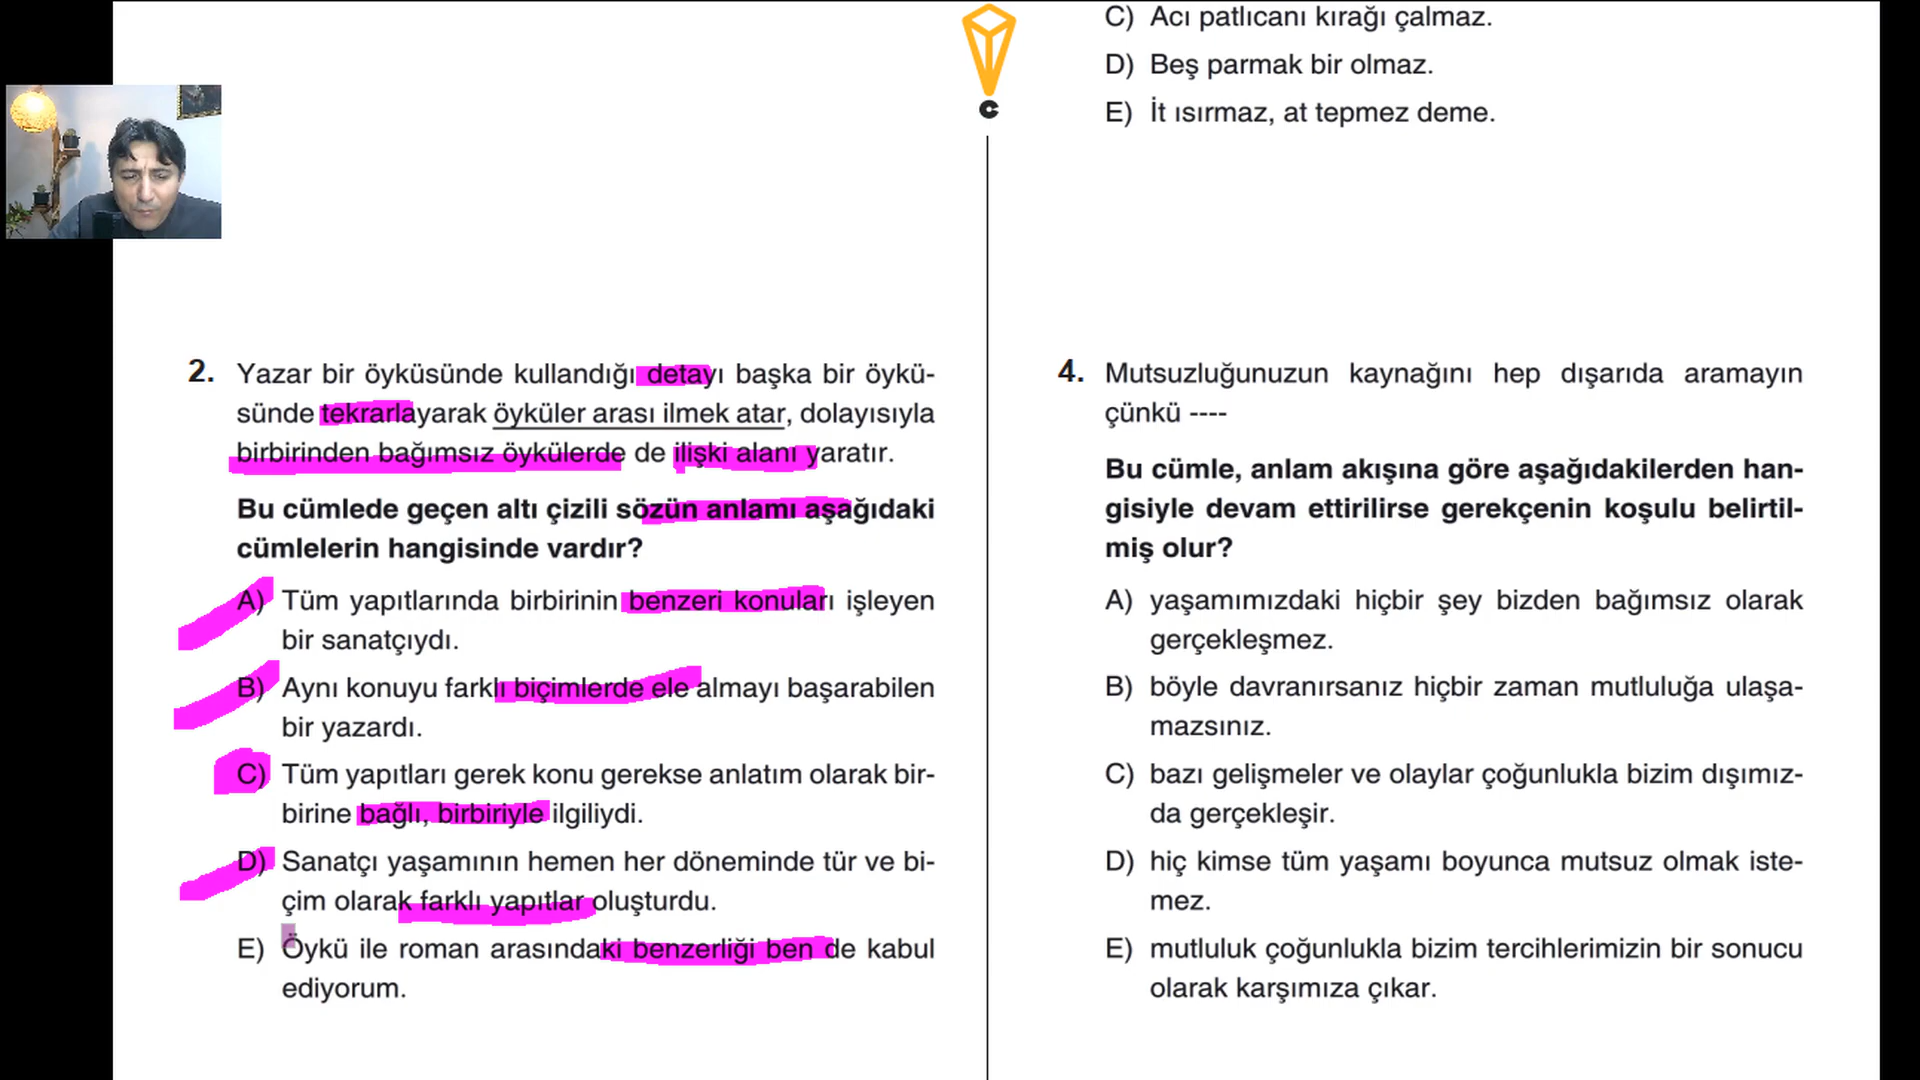 2. Yazar bir öyküsünde kullandığı detayı başka bir öykü-
sünde tekrarlayarak öyküler arası ilmek atar, dolayısıyla
birbirinden bağımsız öykülerde de ilişki alanı yaratır.
Bu cümlede geçen altı çizili sözün anlamı aşağıdaki
cümlelerin hangisinde vardır?
A) Tüm yapıtlarında birbirinin benzeri konuları işleyen
bir sanatçıydı.
B) Aynı konuyu farklı biçimlerde ele almayı başarabilen
bir yazardı.
C) Tüm yapıtları gerek konu gerekse anlatım olarak bir-
birine bağlı, birbiriyle ilgiliydi.
D) Sanatçı yaşamının hemen her döneminde tür ve bi-
çim olarak farklı yapıtlar oluşturdu.
E) Öykü ile roman arasındaki benzerliği ben de kabul
ediyorum.
C
C) Acı patlıcanı kırağı çalmaz.
D) Beş parmak bir olmaz.
E) İt ısırmaz, at tepmez deme.
4. Mutsuzluğunuzun kaynağını hep dışarıda aramayın
çünkü ----
Bu cümle, anlam akışına göre aşağıdakilerden han-
gisiyle devam ettirilirse gerekçenin koşulu belirtil-
miş olur?
A) yaşamımızdaki hiçbir şey bizden bağımsız olarak
gerçekleşmez.
B) böyle davranırsanız hiçbir zaman mutluluğa ulaşa-
mazsınız.
C) bazı gelişmeler ve olaylar çoğunlukla bizim dışımız-
da gerçekleşir.
D) hiç kimse tüm yaşamı boyunca mutsuz olmak iste-
mez.
E) mutluluk çoğunlukla bizim tercihlerimizin bir sonucu
olarak karşımıza çıkar.